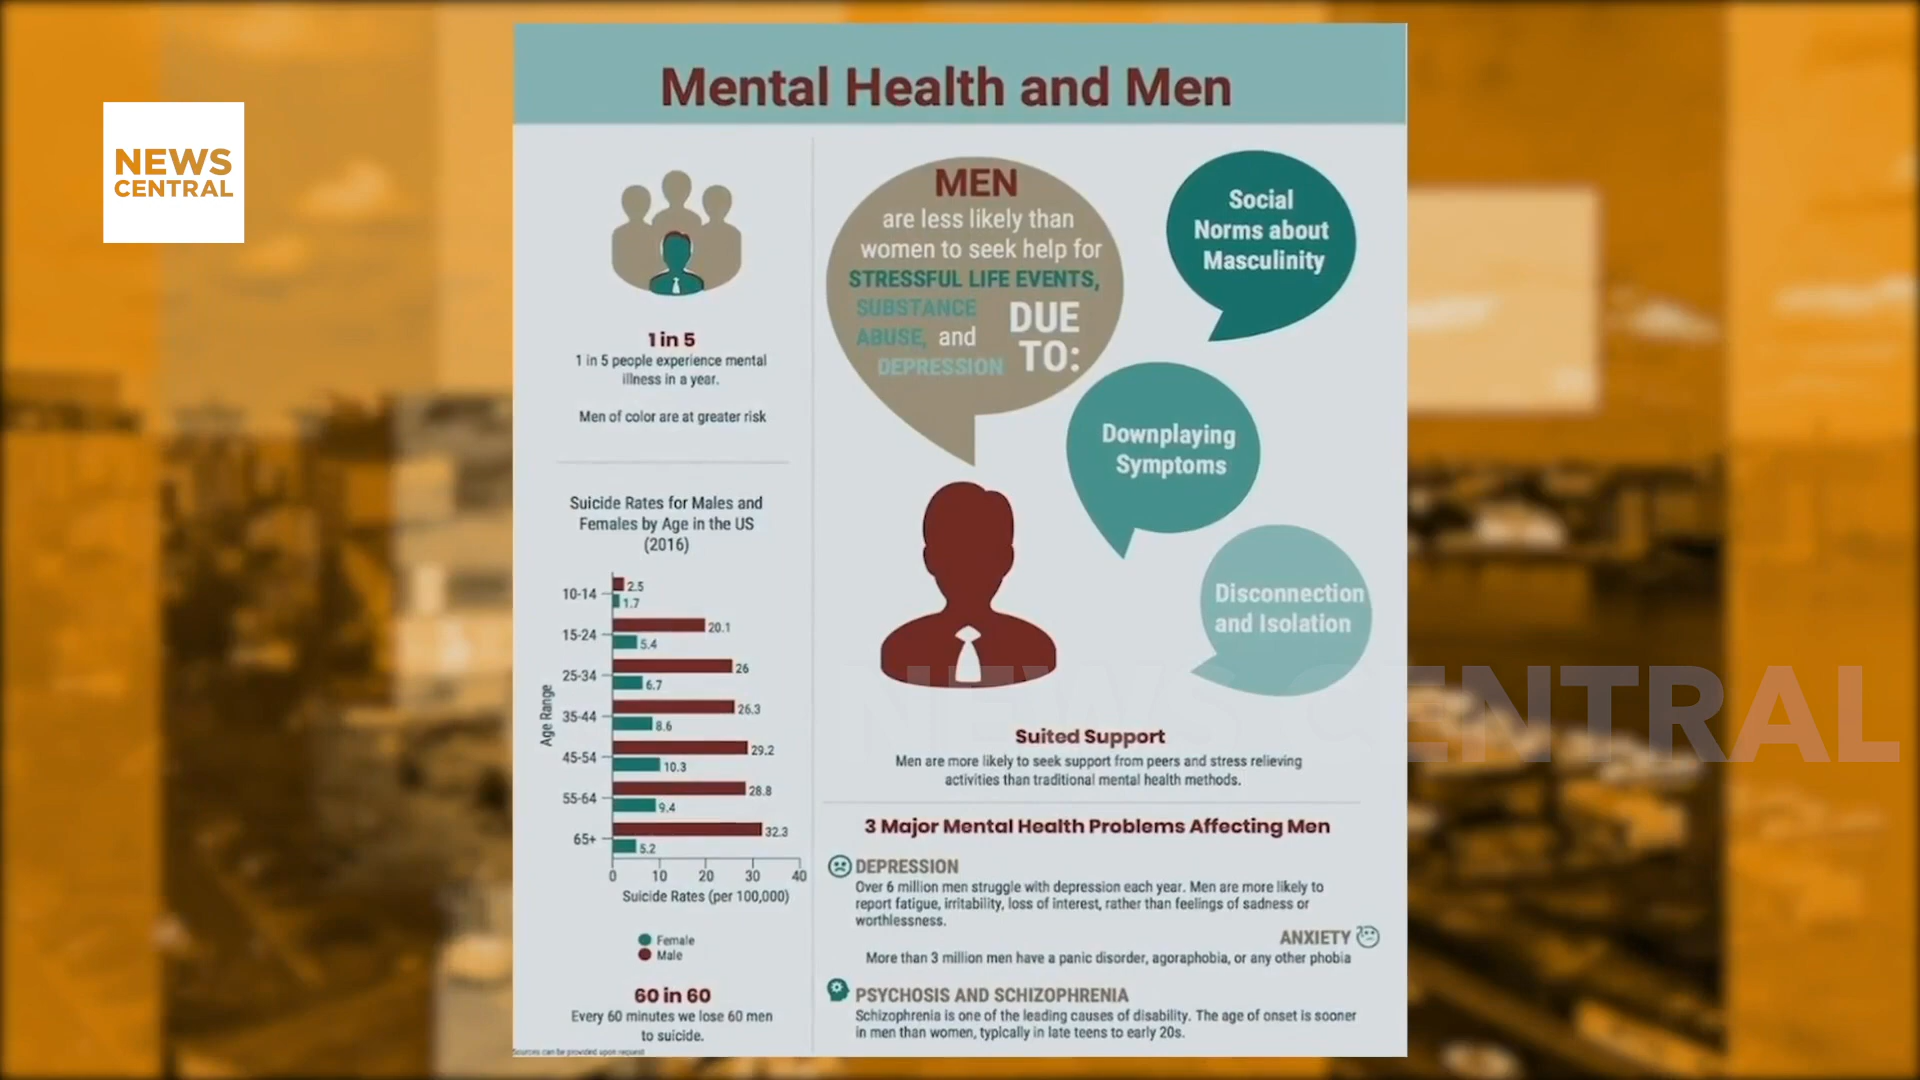 NEWS
CENTRAL
Mental Health and Men
1 in 5
1 in 5 people experience mental
illness in a year.
Men of color are at greater risk
Suicide Rates for Males and
Females by Age in the US
(2016)
Age Range
10-14
2.5
1.7
15-24
20.1
5.4
25-34
26
6.7
35-44
26.3
8.6
45-54
29.2
10.3
55-64
28.8
9.4
65+
32.3
5.2
0 10 20 30 40
Suicide Rates (per 100,000)
Female
Male
60 in 60
Every 60 minutes we lose 60 men
to suicide.
Sources can be provided upon request
MEN
are less likely than
women to seek help for
STRESSFUL LIFE EVENTS,
SUBSTANCE
ABUSE, and
DEPRESSION
DUE
TO:
Social
Norms about
Masculinity
Downplaying
Symptoms
Disconnection
and Isolation
NEWS CENTRAL
Suited Support
Men are more likely to seek support from peers and stress relieving
activities than traditional mental health methods.
3 Major Mental Health Problems Affecting Men
DEPRESSION
Over 6 million men struggle with depression each year. Men are more likely to
report fatigue, irritability, loss of interest, rather than feelings of sadness or
worthlessness.
ANXIETY
More than 3 million men have a panic disorder, agoraphobia, or any other phobia
PSYCHOSIS AND SCHIZOPHRENIA
Schizophrenia is one of the leading causes of disability. The age of onset is sooner
in men than women, typically in late teens to early 20s.